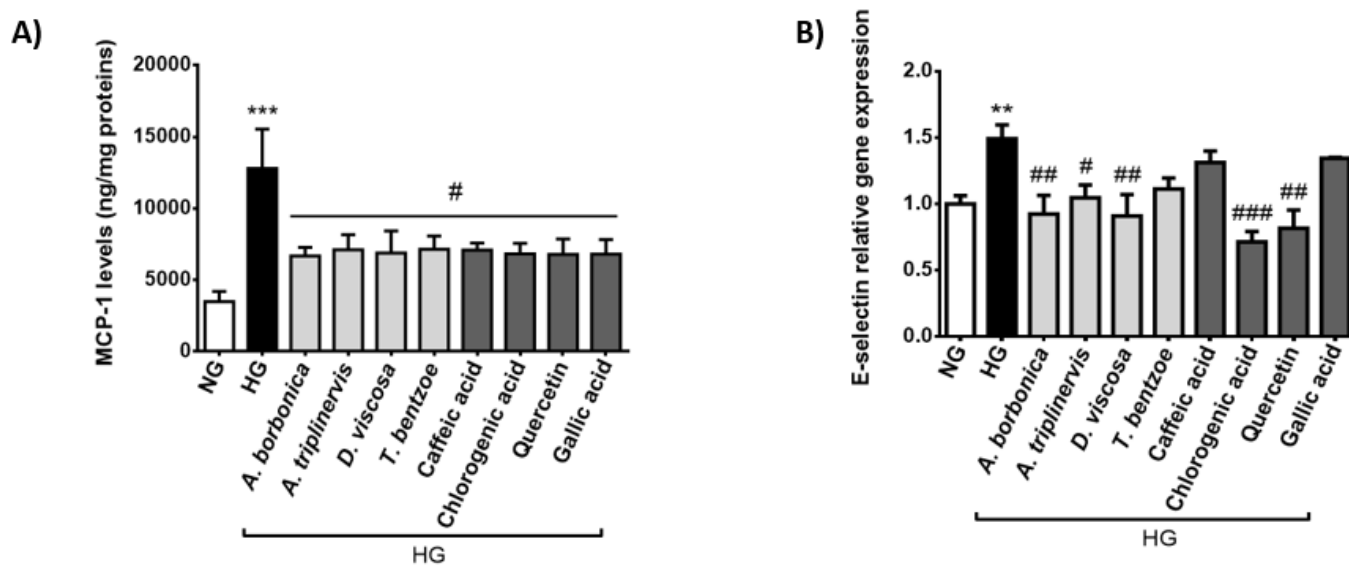 A)
MCP-1 levels (ng/mg proteins)
20000
15000
10000
5000
0
***
#
NG
HG
A. borbonica
A. triplinervis
D. viscosa
T. bentzoe
Caffeic acid
Chlorogenic acid
Quercetin
Gallic acid
HG
B)
E-selectin relative gene expression
2.0
1.5
1.0
0.5
0.0
**
##
#
##
###
##
NG
HG
A. borbonica
A. triplinervis
D. viscosa
T. bentzoe
Caffeic acid
Chlorogenic acid
Quercetin
Gallic acid
HG